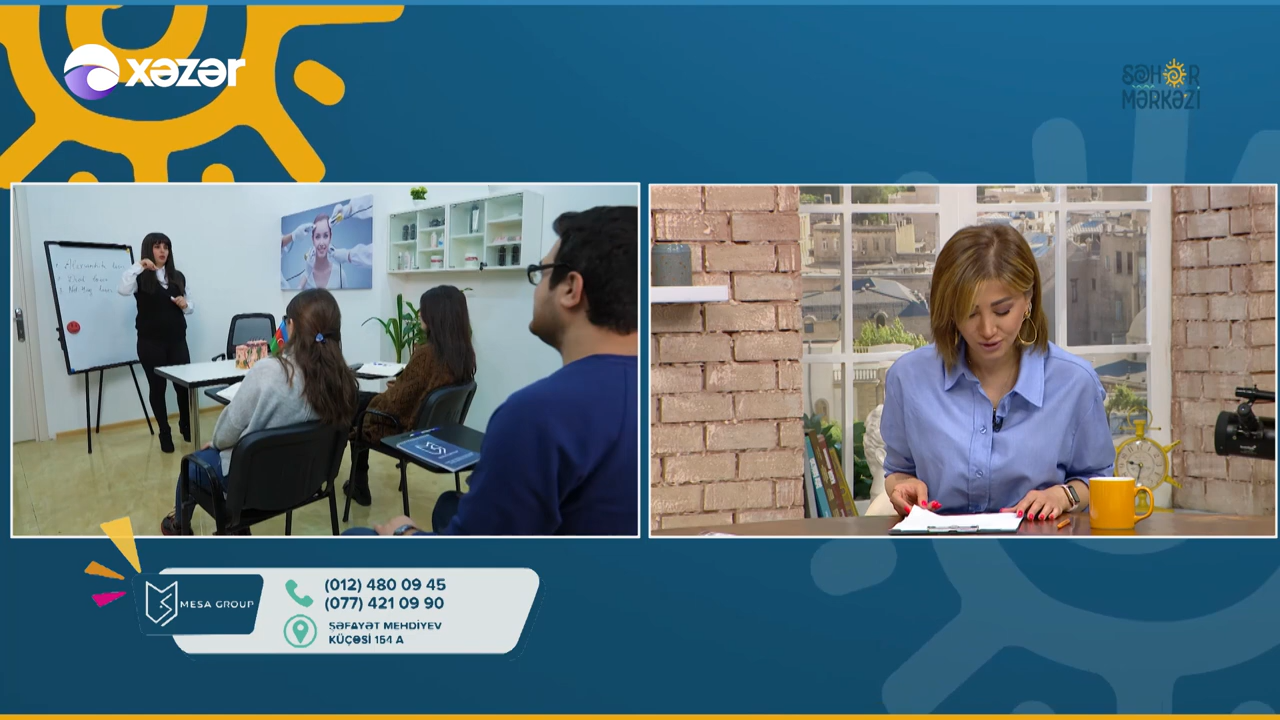 xəzər
SƏHƏR
MƏRKƏZİ
MESA GROUP
(012) 480 09 45
(077) 421 09 90
ŞƏFAYƏT MEHDİYEV
KÜÇƏSİ 154 A